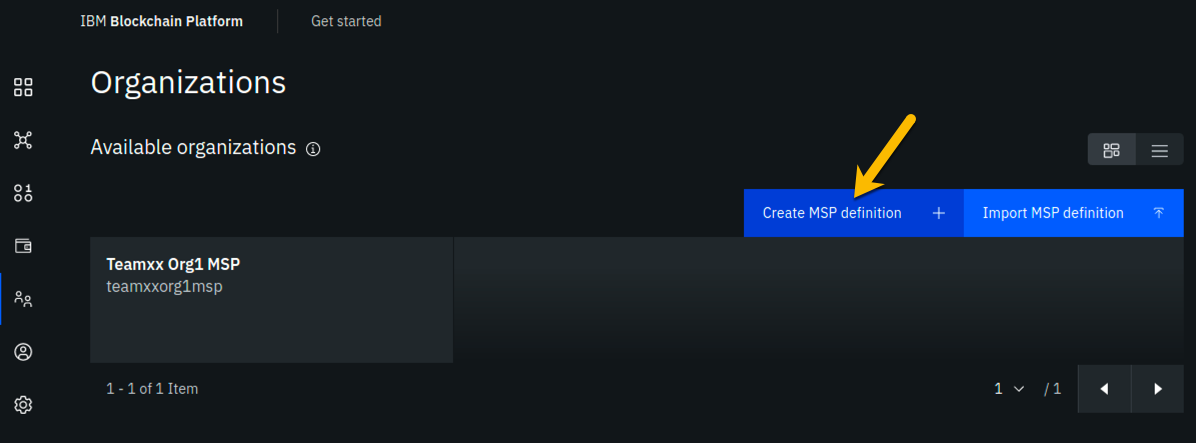 IBM Blockchain Platform
Get started
Organizations
Available organizations
Create MSP definition
Import MSP definition
Teamxx Org1 MSP
teamxxorg1msp
1 - 1 of 1 Item
1
/ 1